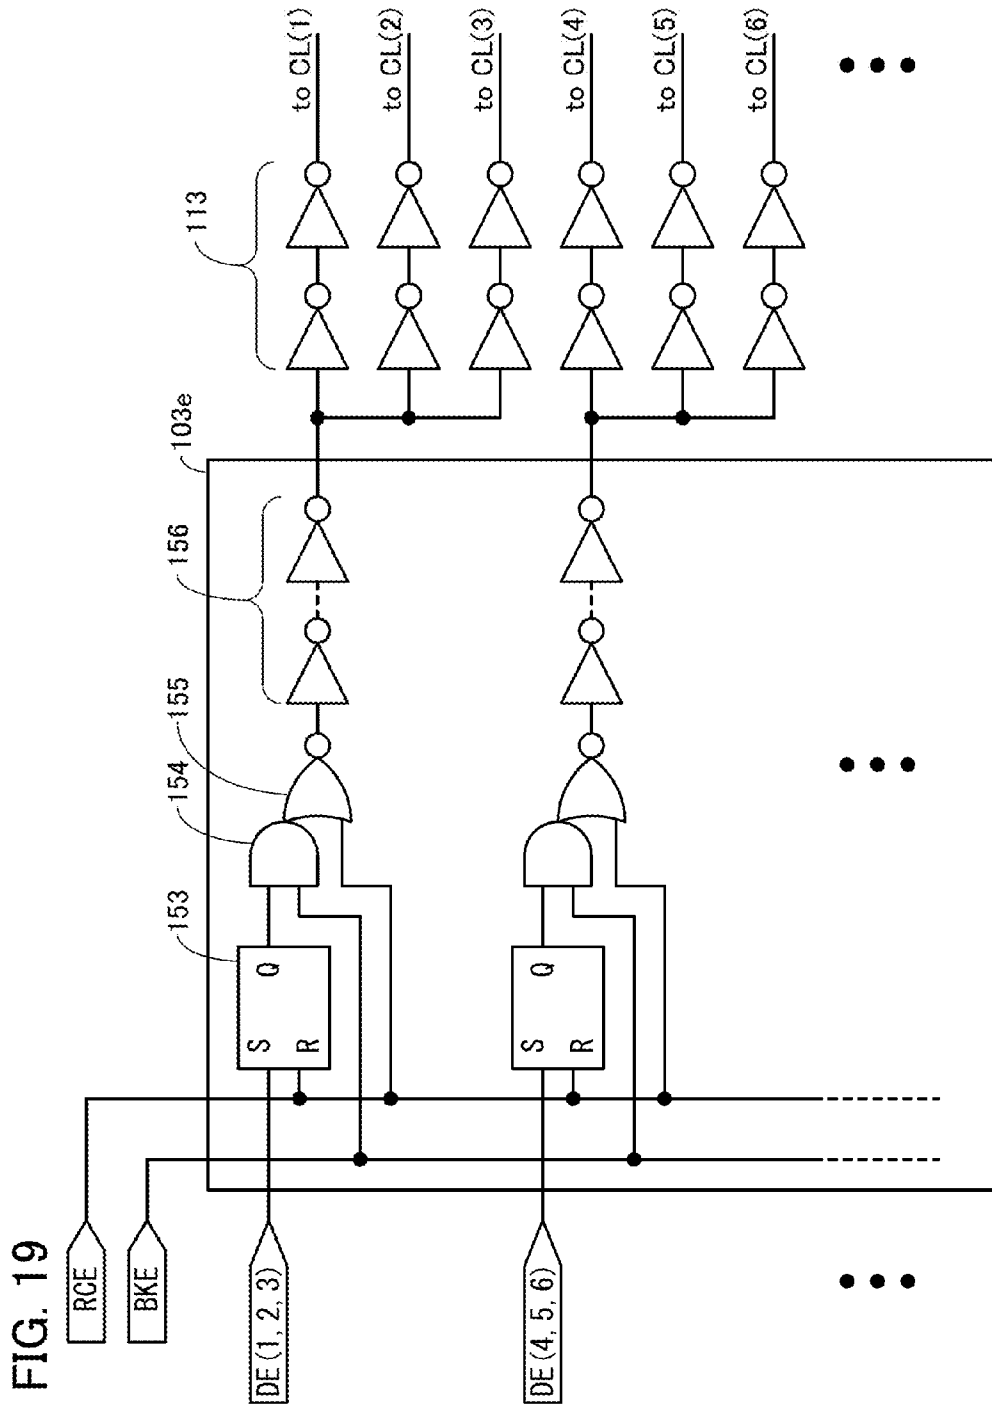 FIG. 19
RCE
BKE
DE(1, 2, 3)
DE(4, 5, 6)
103e
153
154
155
156
113
S
Q
R
S
Q
R
to CL(1)
to CL(2)
to CL(3)
to CL(4)
to CL(5)
to CL(6)